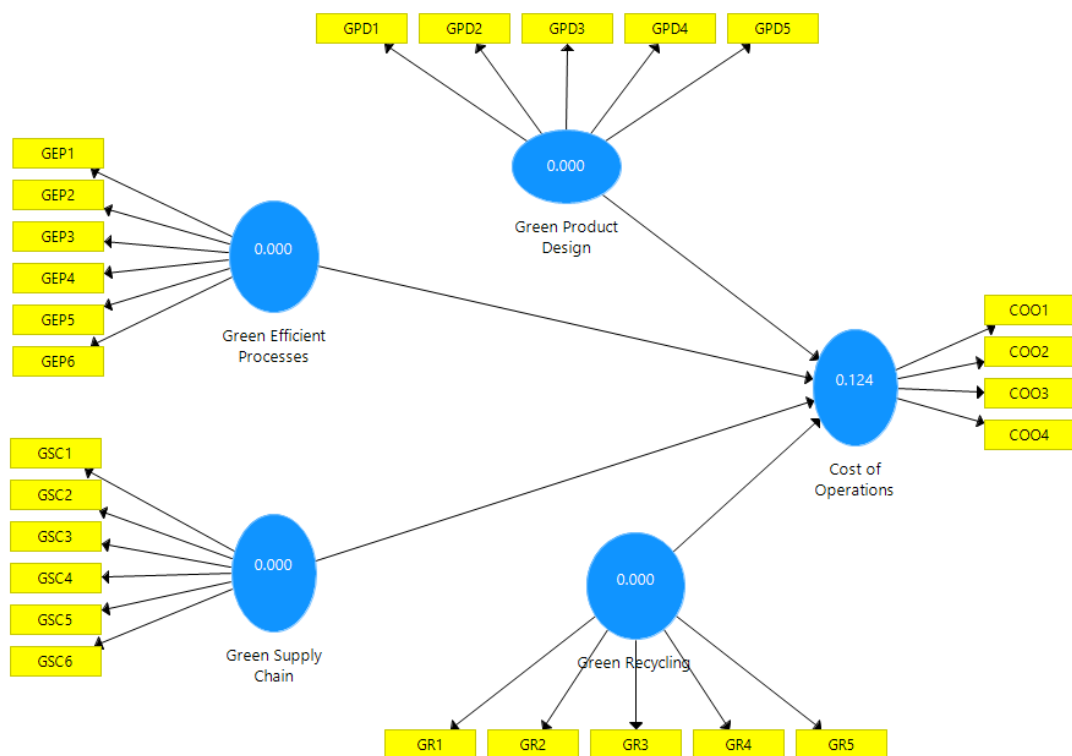 GPD1
GPD2
GPD3
GPD4
GPD5
0.000
Green Product
Design
GEP1
GEP2
GEP3
GEP4
GEP5
GEP6
0.000
Green Efficient
Processes
0.124
Cost of
Operations
COO1
COO2
COO3
COO4
GSC1
GSC2
GSC3
GSC4
GSC5
GSC6
0.000
Green Supply
Chain
0.000
Green Recycling
GR1
GR2
GR3
GR4
GR5